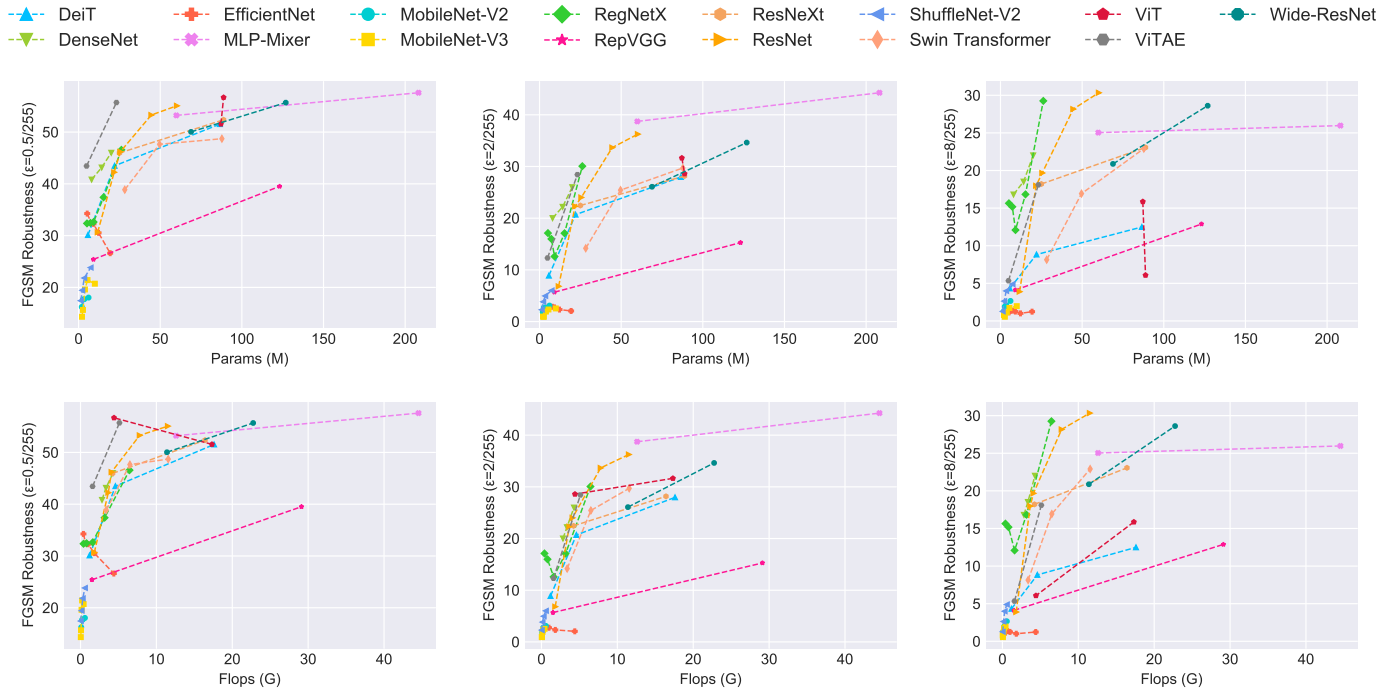 DeiT EfficientNet MobileNet-V2 RegNetX ResNeXt ShuffleNet-V2 ViT Wide-ResNet
DenseNet MLP-Mixer MobileNet-V3 RepVGG ResNet Swin Transformer ViTAE
FGSM Robustness (ε=0.5/255)
50
40
30
20
0 50 100 150 200
Params (M)
FGSM Robustness (ε=2/255)
40
30
20
10
0
0 50 100 150 200
Params (M)
FGSM Robustness (ε=8/255)
30
25
20
15
10
5
0
0 50 100 150 200
Params (M)
FGSM Robustness (ε=0.5/255)
50
40
30
20
0 10 20 30 40
Flops (G)
FGSM Robustness (ε=2/255)
40
30
20
10
0
0 10 20 30 40
Flops (G)
FGSM Robustness (ε=8/255)
30
25
20
15
10
5
0
0 10 20 30 40
Flops (G)